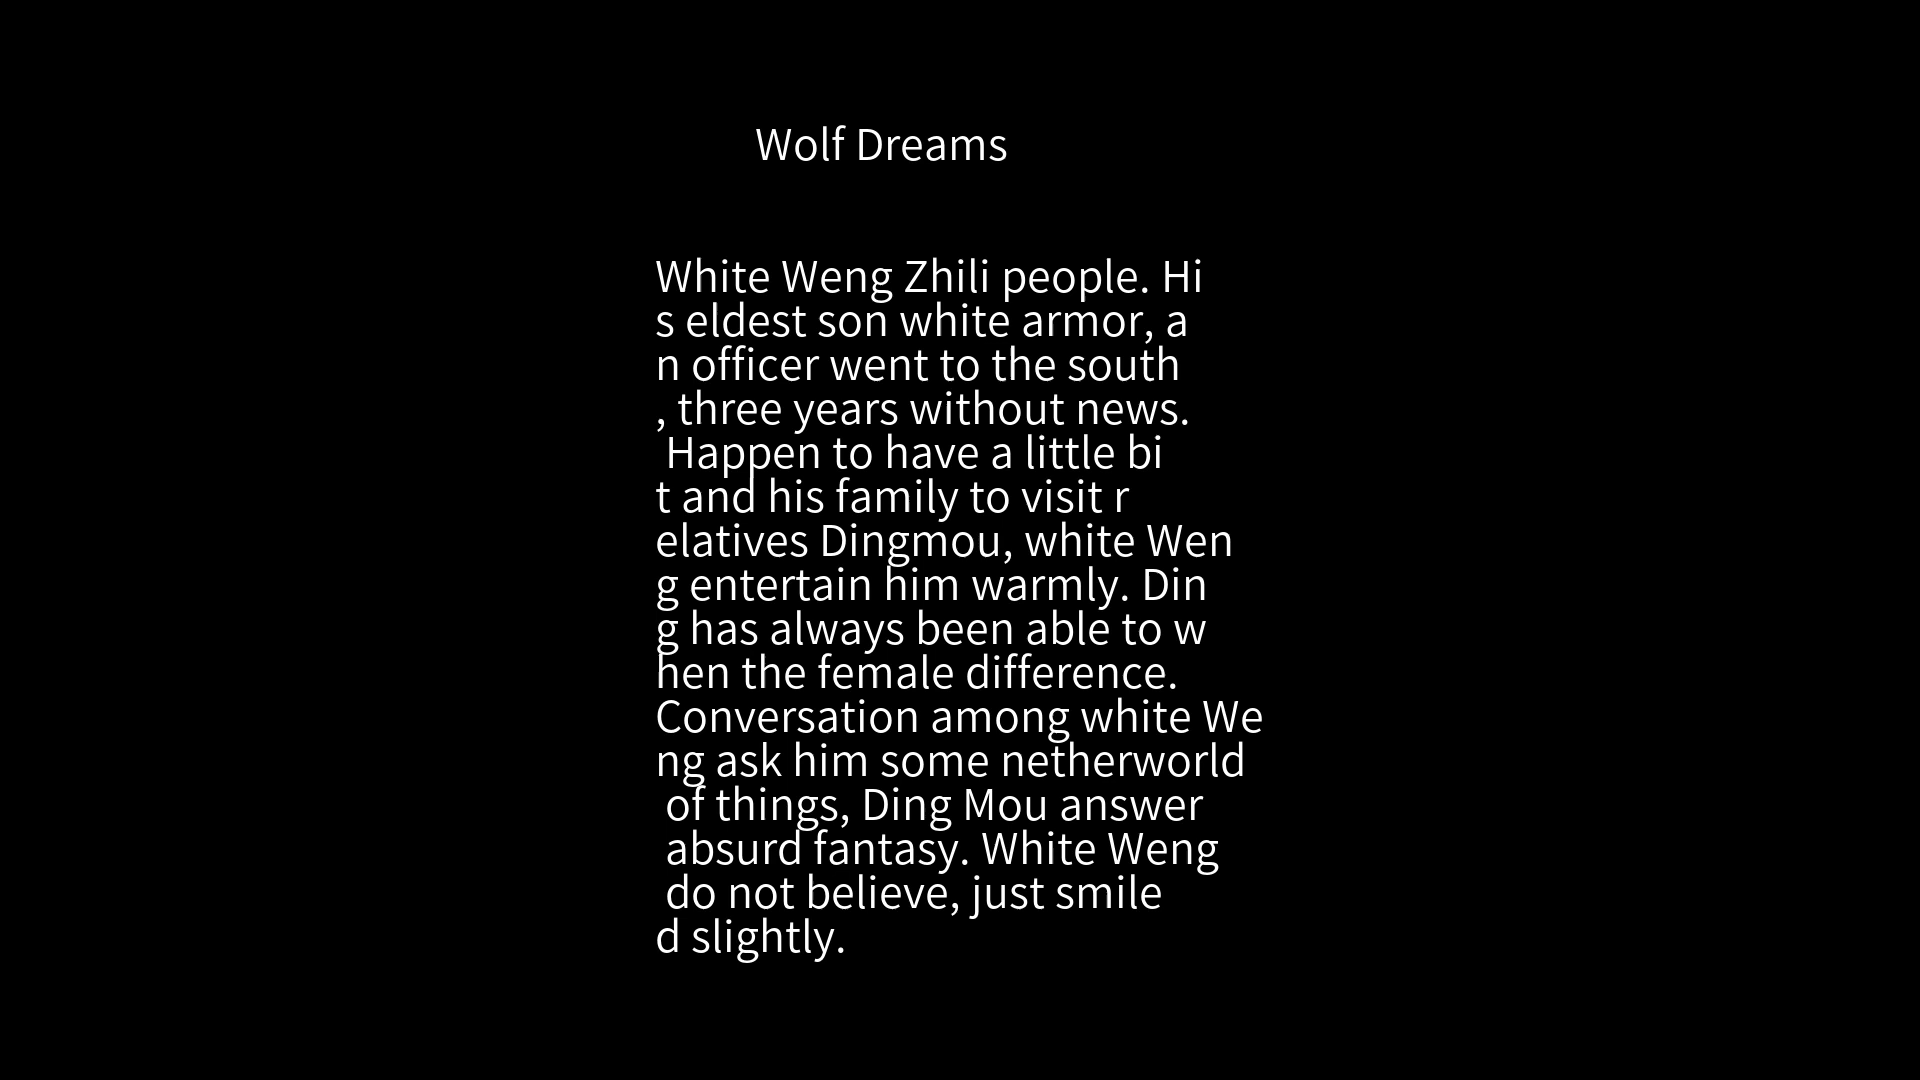 Wolf Dreams
White Weng Zhili people. Hi
s eldest son white armor, a
n officer went to the south
, three years without news.
Happen to have a little bi
t and his family to visit r
elatives Dingmou, white Wen
g entertain him warmly. Din
g has always been able to w
hen the female difference.
Conversation among white We
ng ask him some netherworld
of things, Ding Mou answer
absurd fantasy. White Weng
do not believe, just smile
d slightly.